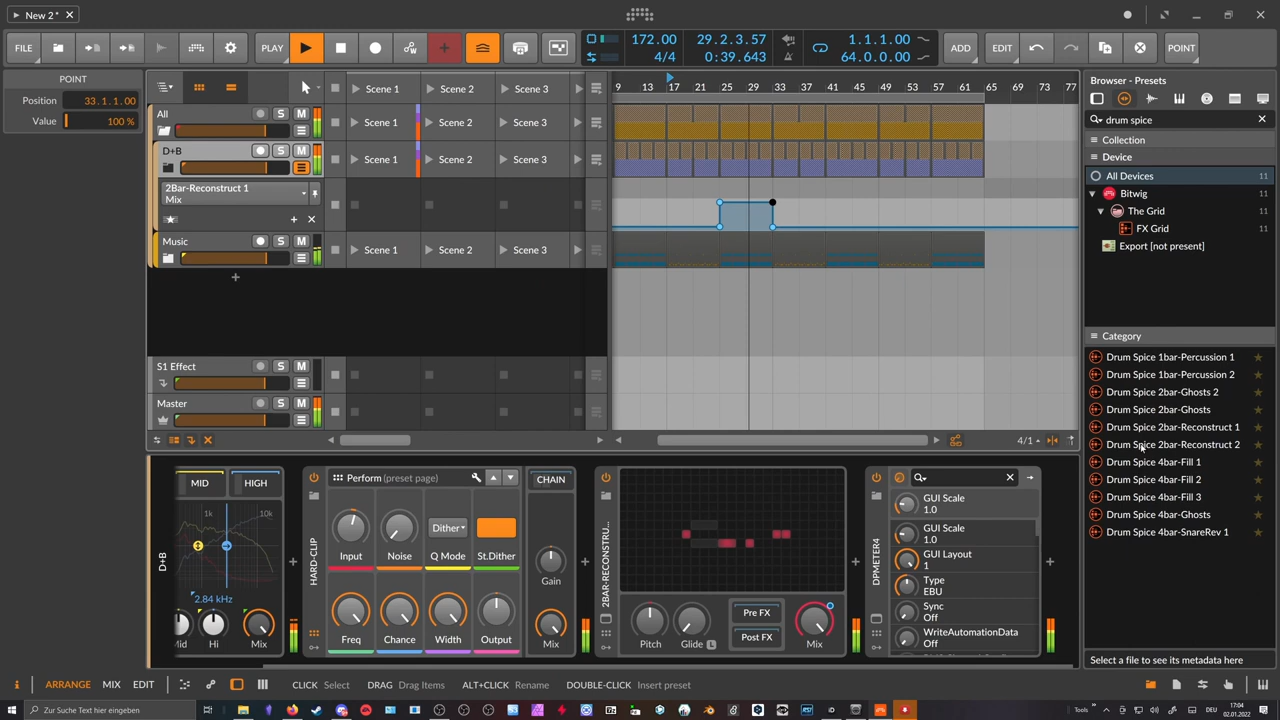 New 2*
FILE
PLAY
172.00
4/4
29.2.3.57
0:39.643
1.1.1.00
64.0.0.00
ADD
EDIT
POINT
POINT
Position 33.1.1.00
Value 100 %
Scene 1 Scene 2 Scene 3
9 13 17 21 25 29 33 37 41 45 49 53 57 61 65 69 73 77
All
S M
Scene 1 Scene 2 Scene 3
D+B
S M
Scene 1 Scene 2 Scene 3
2Bar-Reconstruct 1
Mix
Music
S M
Scene 1 Scene 2 Scene 3
S1 Effect
S M
Master
S M
4/1
Browser - Presets
drum spice
Collection
Device
All Devices 11
Bitwig 11
The Grid 11
FX Grid 11
Export [not present]
Category
Drum Spice 1bar-Percussion 1
Drum Spice 1bar-Percussion 2
Drum Spice 2bar-Ghosts 2
Drum Spice 2bar-Ghosts
Drum Spice 2bar-Reconstruct 1
Drum Spice 2bar-Reconstruct 2
Drum Spice 4bar-Fill 1
Drum Spice 4bar-Fill 2
Drum Spice 4bar-Fill 3
Drum Spice 4bar-Ghosts
Drum Spice 4bar-SnareRev 1
Select a file to see its metadata here
D+B
MID HIGH
1k 10k
2.84 kHz
Mid Hi Mix
HARD-CLIP
Perform (preset page)
Input Noise
Dither
Q Mode St.Dither
Freq Chance Width Output
CHAIN
Gain
Mix
2BAR-RECONSTRU...
Pitch Glide L
Pre FX
Post FX
Mix
DPMETER4
GUI Scale
1.0
GUI Scale
1.0
GUI Layout
1
Type
EBU
Sync
Off
WriteAutomationData
Off
ARRANGE MIX EDIT
CLICK Select DRAG Drag Items ALT+CLICK Rename DOUBLE-CLICK Insert preset
Zur Suche Text hier eingeben
Tools
DEU
17:04
02.01.2022